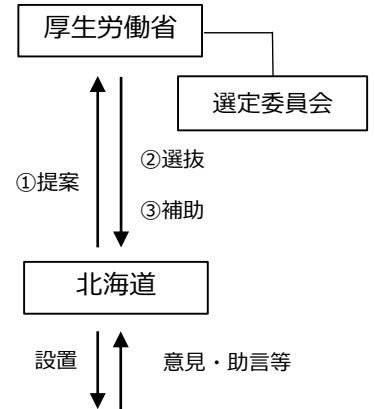 厚生労働省
選定委員会
②選抜
①提案
③補助
北海道
設置
意見・助言等